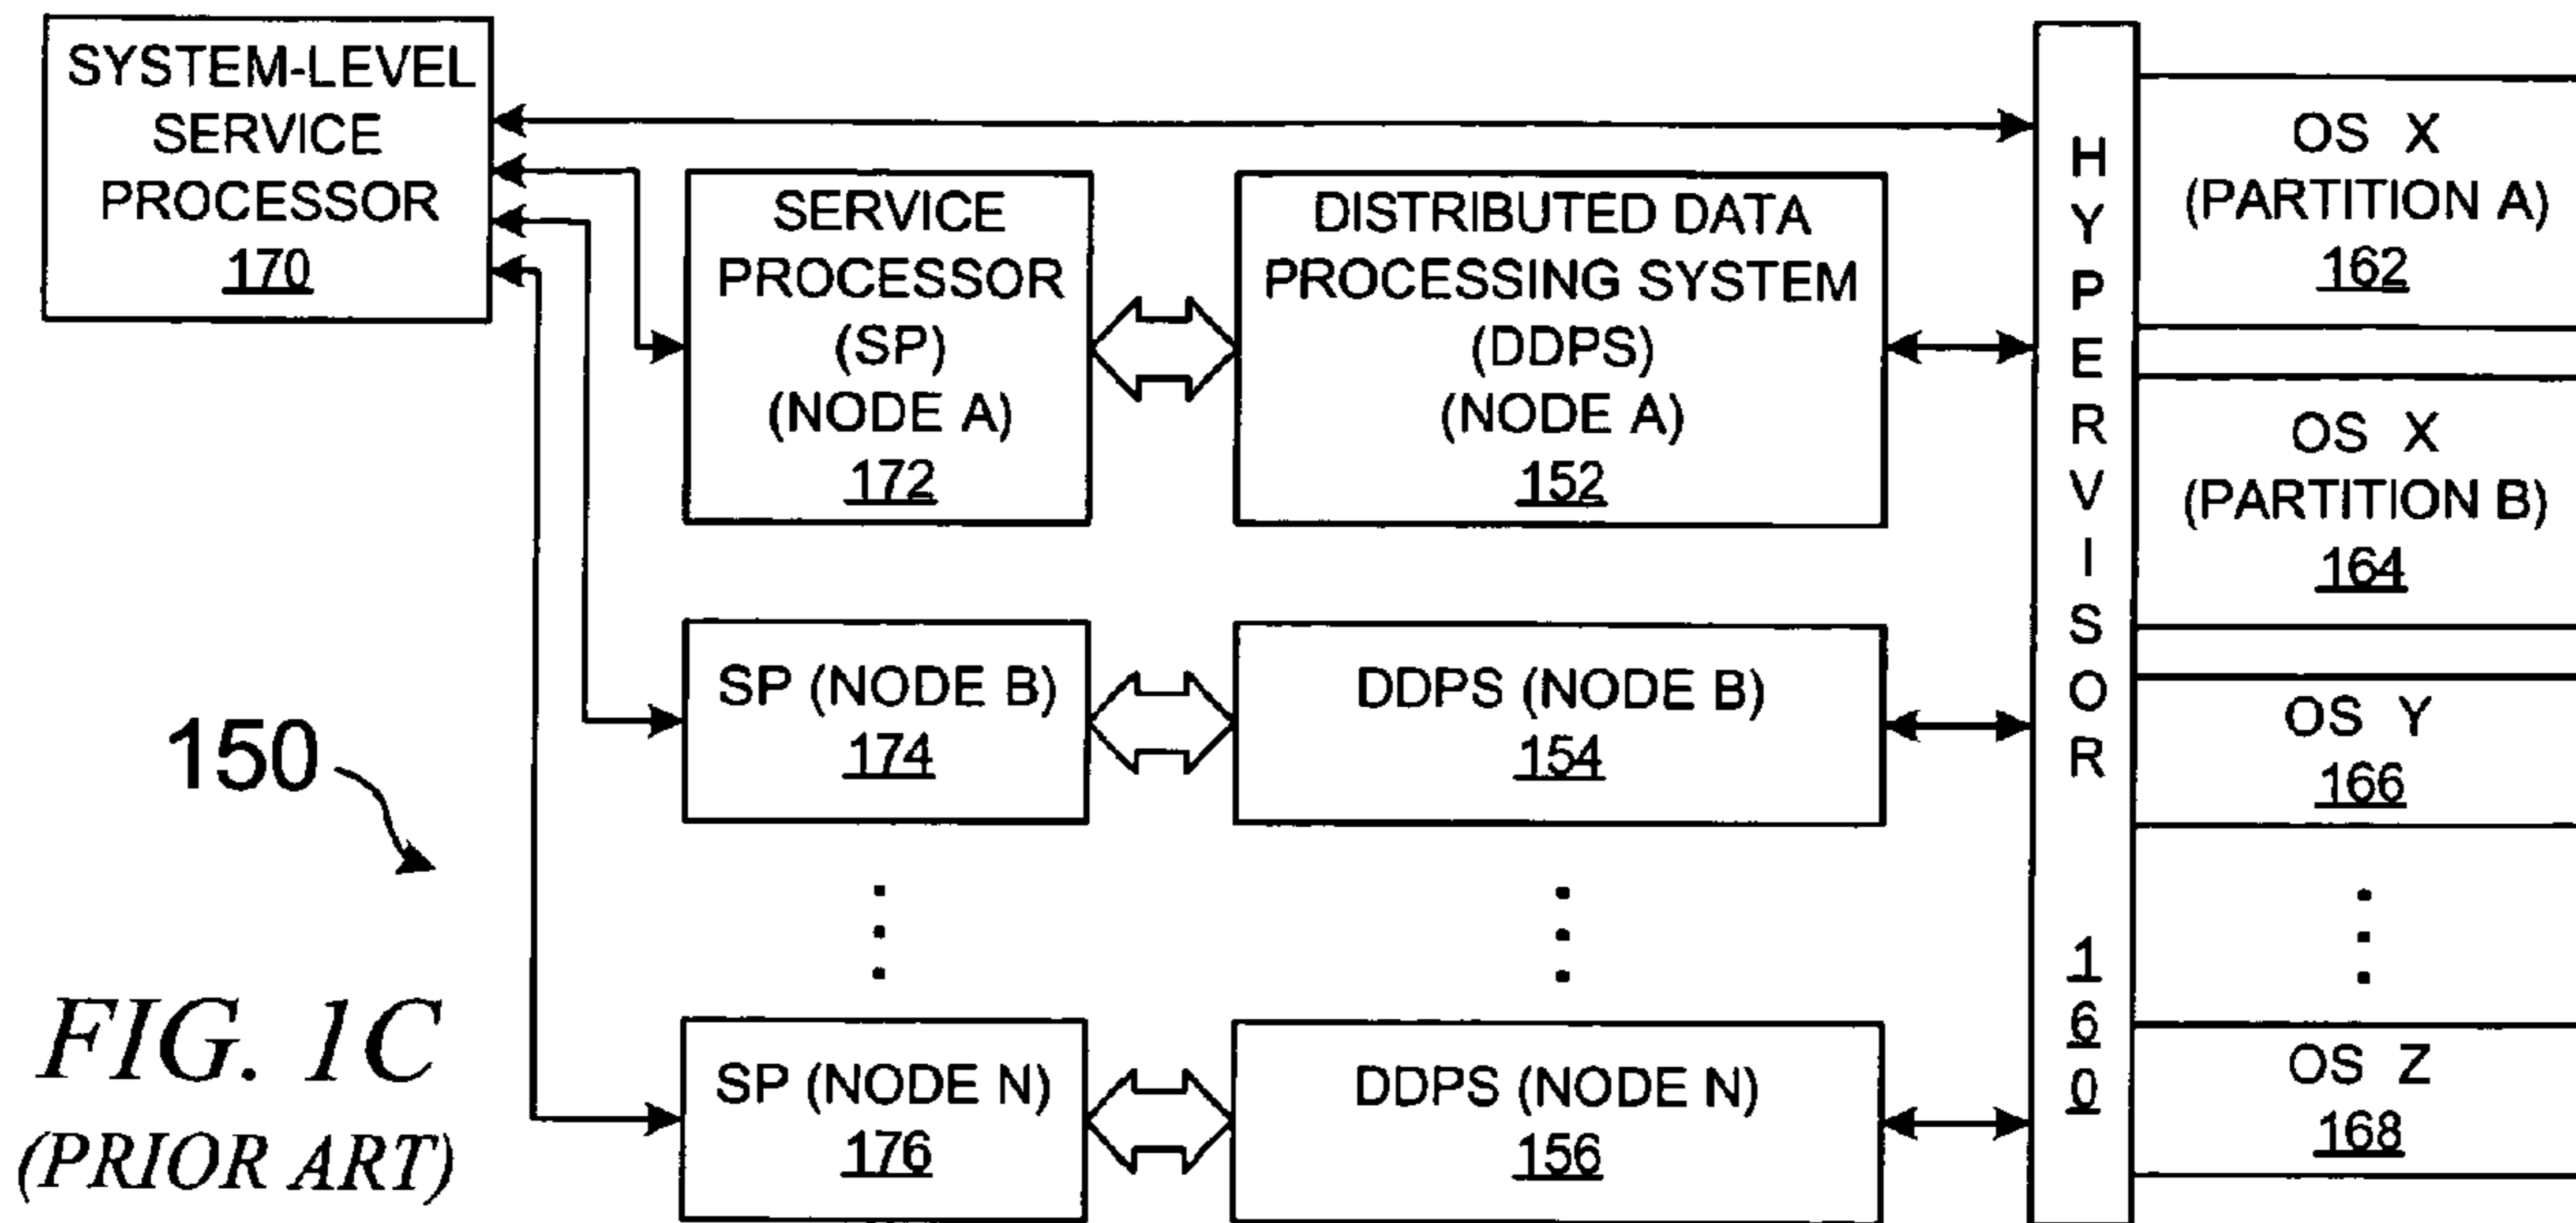 SYSTEM-LEVEL
SERVICE
PROCESSOR
170
SERVICE
PROCESSOR
(SP)
(NODE A)
172
DISTRIBUTED DATA
PROCESSING SYSTEM
(DDPS)
(NODE A)
152
HYPERVISOR 160
OS X
(PARTITION A)
162
OS X
(PARTITION B)
164
SP (NODE B)
174
DDPS (NODE B)
154
OS Y
166
150
SP (NODE N)
176
DDPS (NODE N)
156
OS Z
168
FIG. 1C
(PRIOR ART)